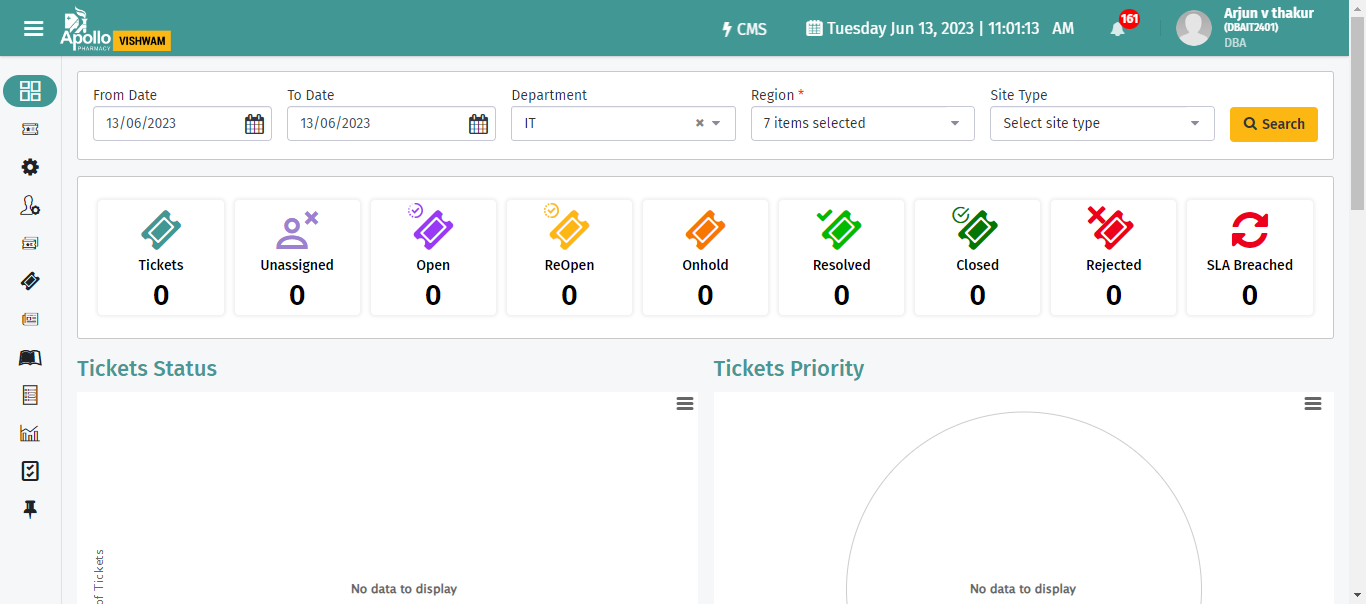 Apollo
PHARMACY
VISHWAM
CMS
Tuesday Jun 13, 2023 | 11:01:13 AM
161
Arjun v thakur
(DBAIT2401)
DBA
From Date
To Date
Department
Region *
Site Type
13/06/2023
13/06/2023
IT
7 items selected
Select site type
Search
Tickets
Unassigned
Open
ReOpen
Onhold
Resolved
Closed
Rejected
SLA Breached
0
0
0
0
0
0
0
0
0
Tickets Status
Tickets Priority
of Tickets
No data to display
No data to display